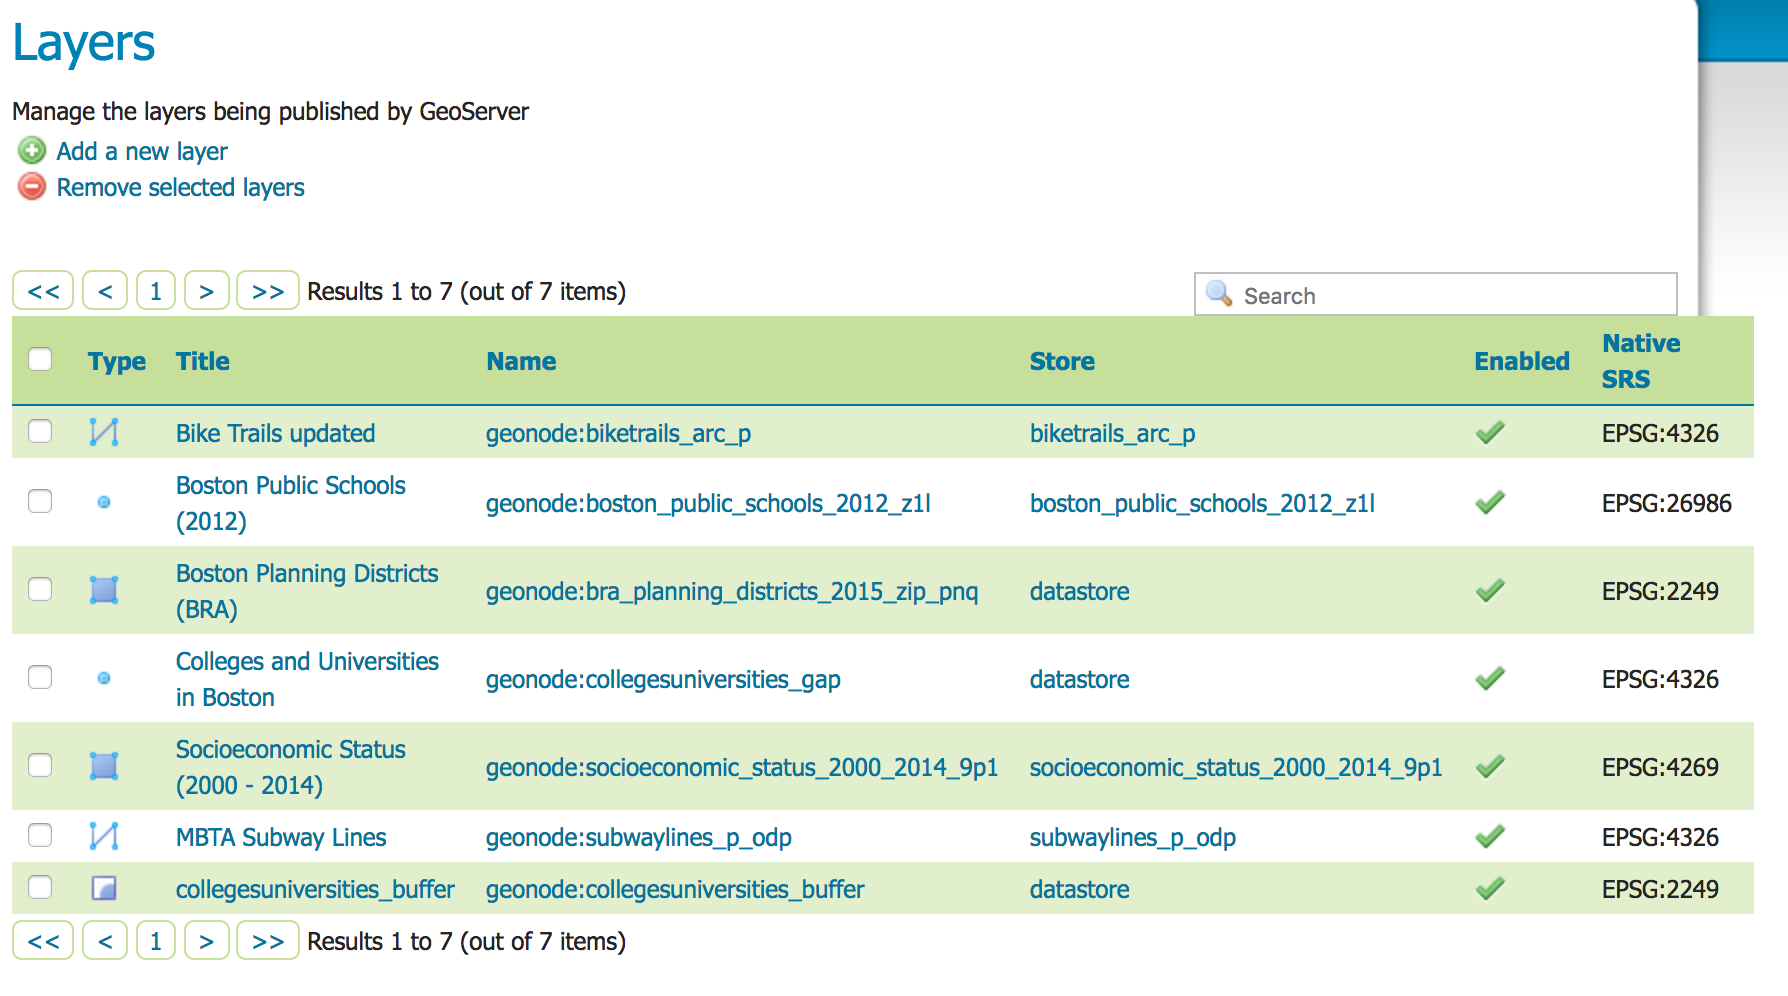 Layers
Manage the layers being published by GeoServer
Add a new layer
Remove selected layers
<< < 1 > >> Results 1 to 7 (out of 7 items) Search
Type Title Name Store Enabled Native SRS
Bike Trails updated geonode:biketrails_arc_p biketrails_arc_p EPSG:4326
Boston Public Schools (2012) geonode:boston_public_schools_2012_z1l boston_public_schools_2012_z1l EPSG:26986
Boston Planning Districts (BRA) geonode:bra_planning_districts_2015_zip_pnq datastore EPSG:2249
Colleges and Universities in Boston geonode:collegesuniversities_gap datastore EPSG:4326
Socioeconomic Status (2000 - 2014) geonode:socioeconomic_status_2000_2014_9p1 socioeconomic_status_2000_2014_9p1 EPSG:4269
MBTA Subway Lines geonode:subwaylines_p_odp subwaylines_p_odp EPSG:4326
collegesuniversities_buffer geonode:collegesuniversities_buffer datastore EPSG:2249
<< < 1 > >> Results 1 to 7 (out of 7 items)